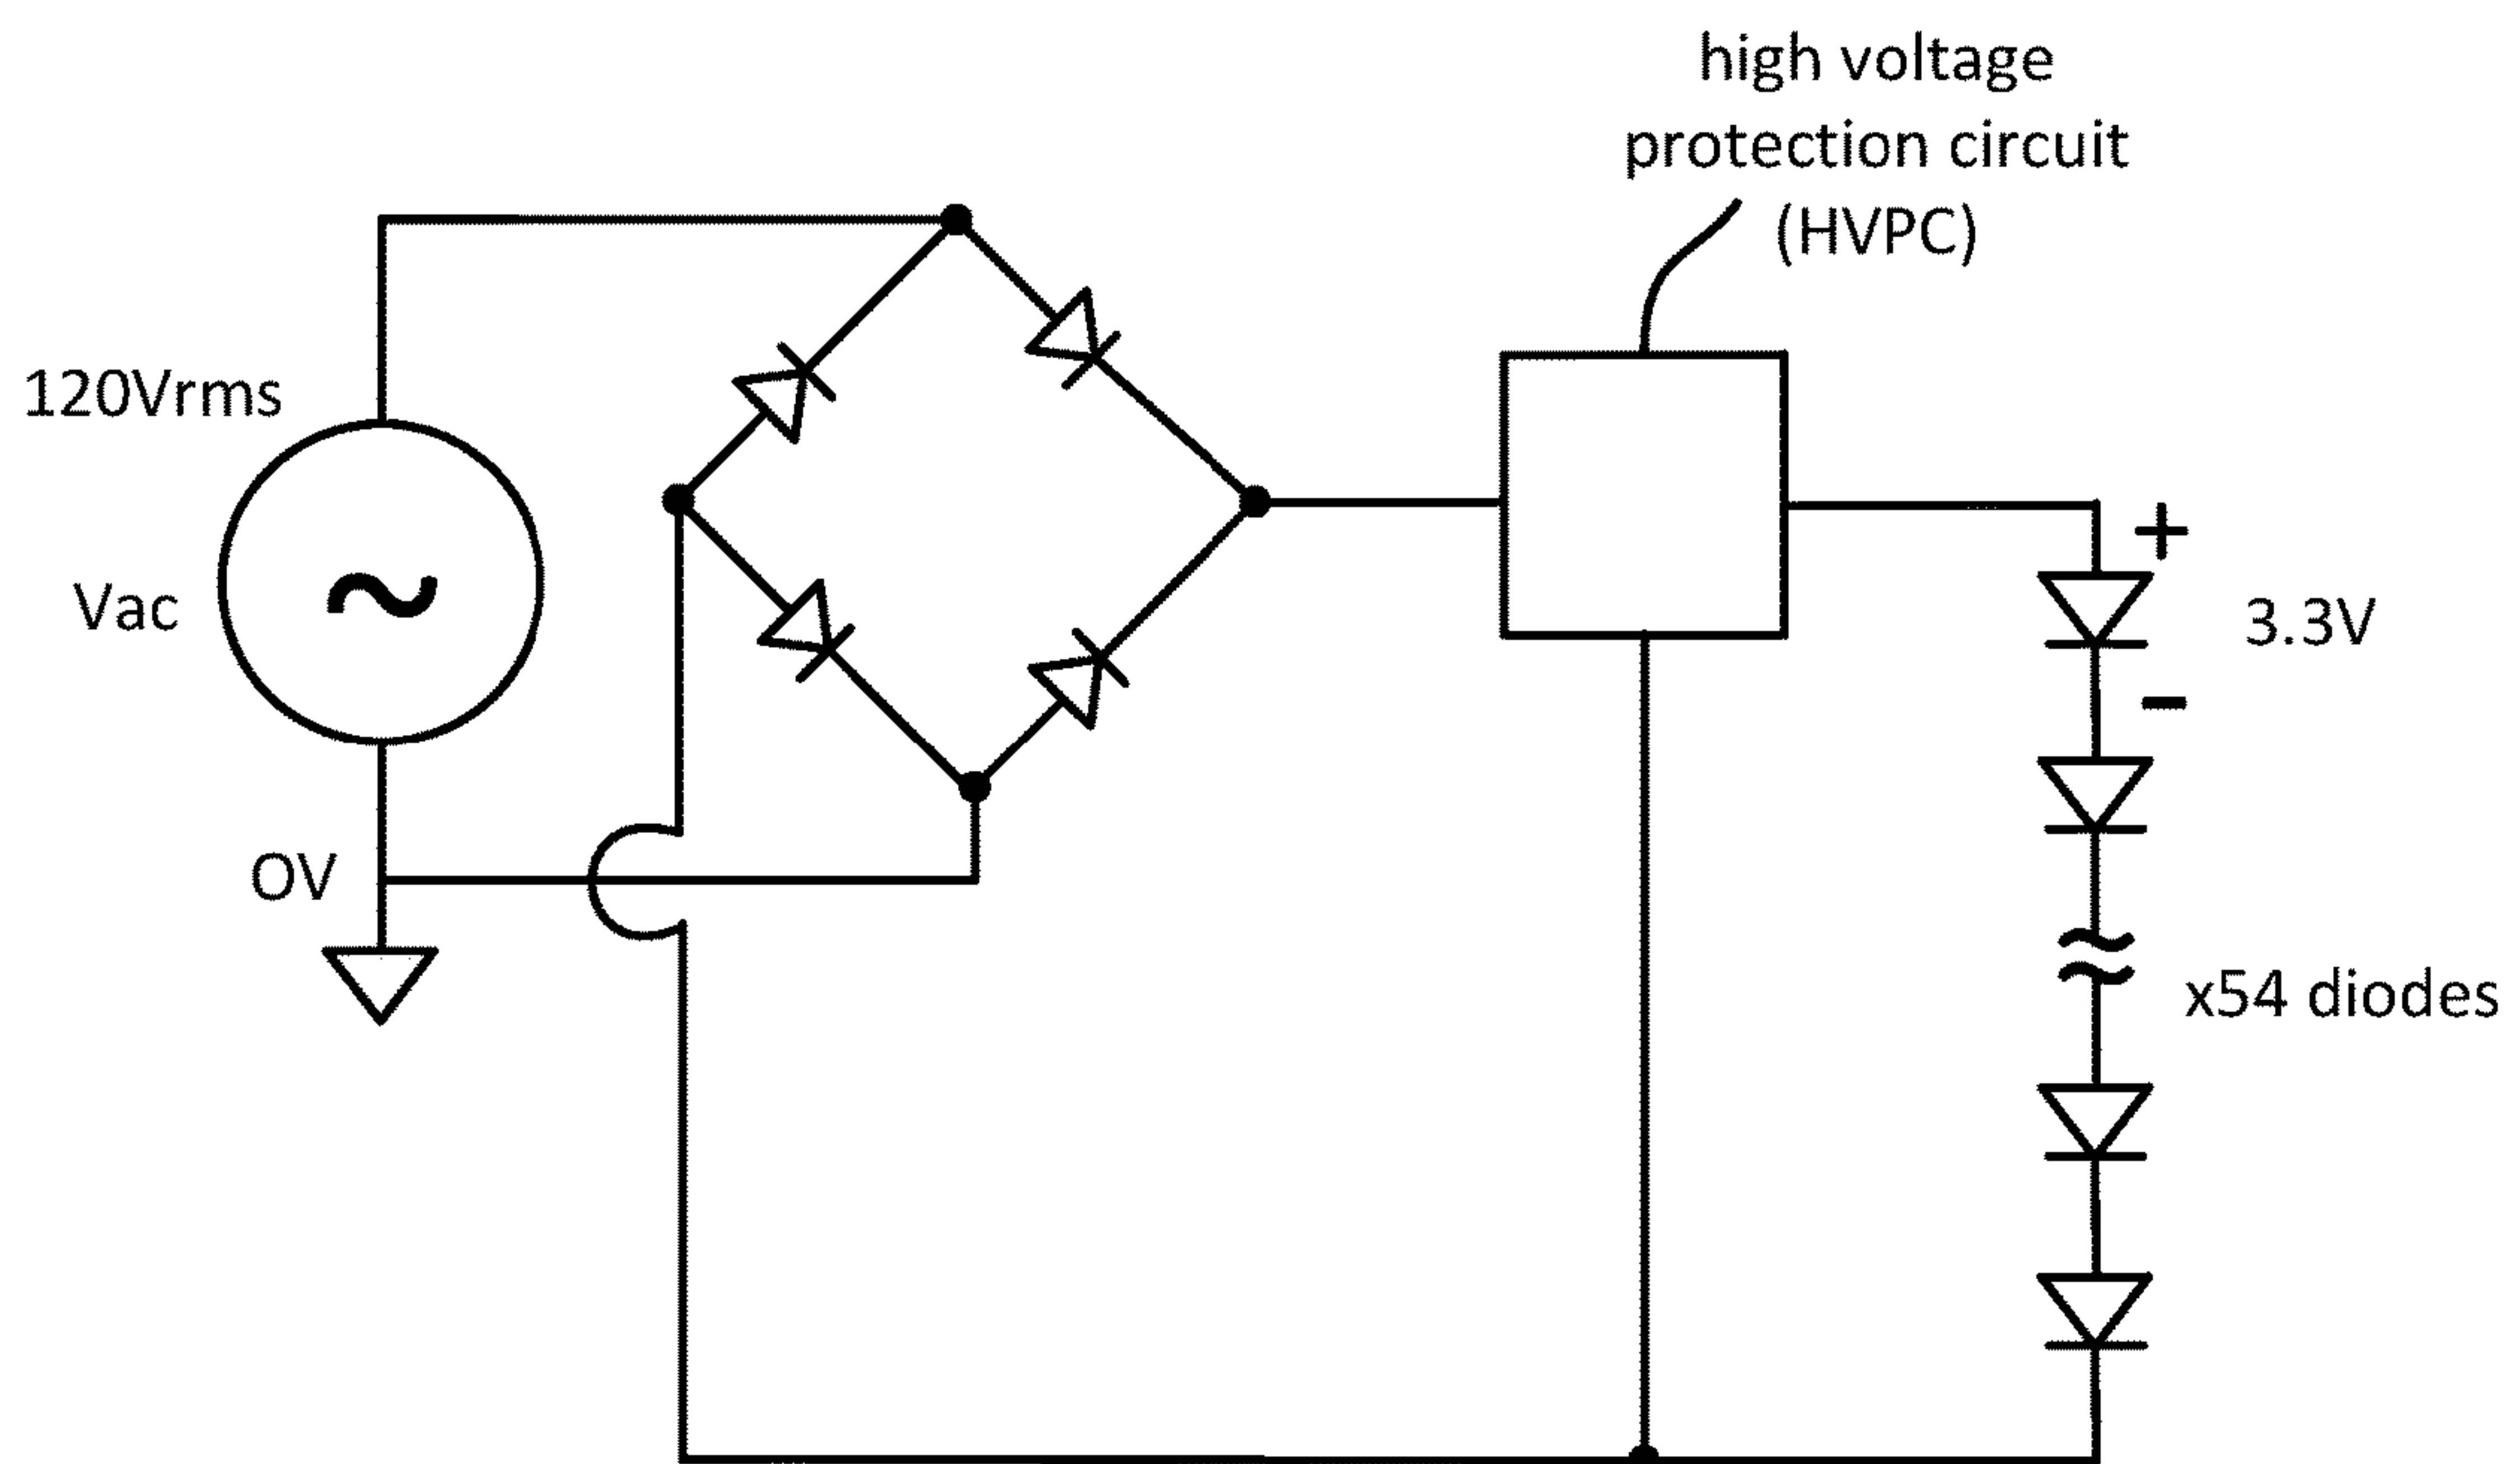 high voltage
protection circuit
(HVPC)
120Vrms
Vac
0V
+
3.3V
-
x54 diodes